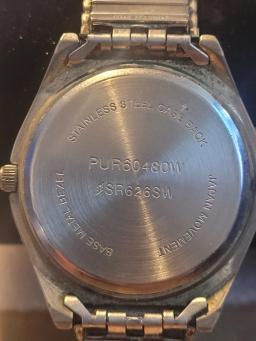 STAINLESS STEEL CASE BACK
PUR60480W
SR626SW
BASE METAL BEZEL
JAPAN MOVEMENT